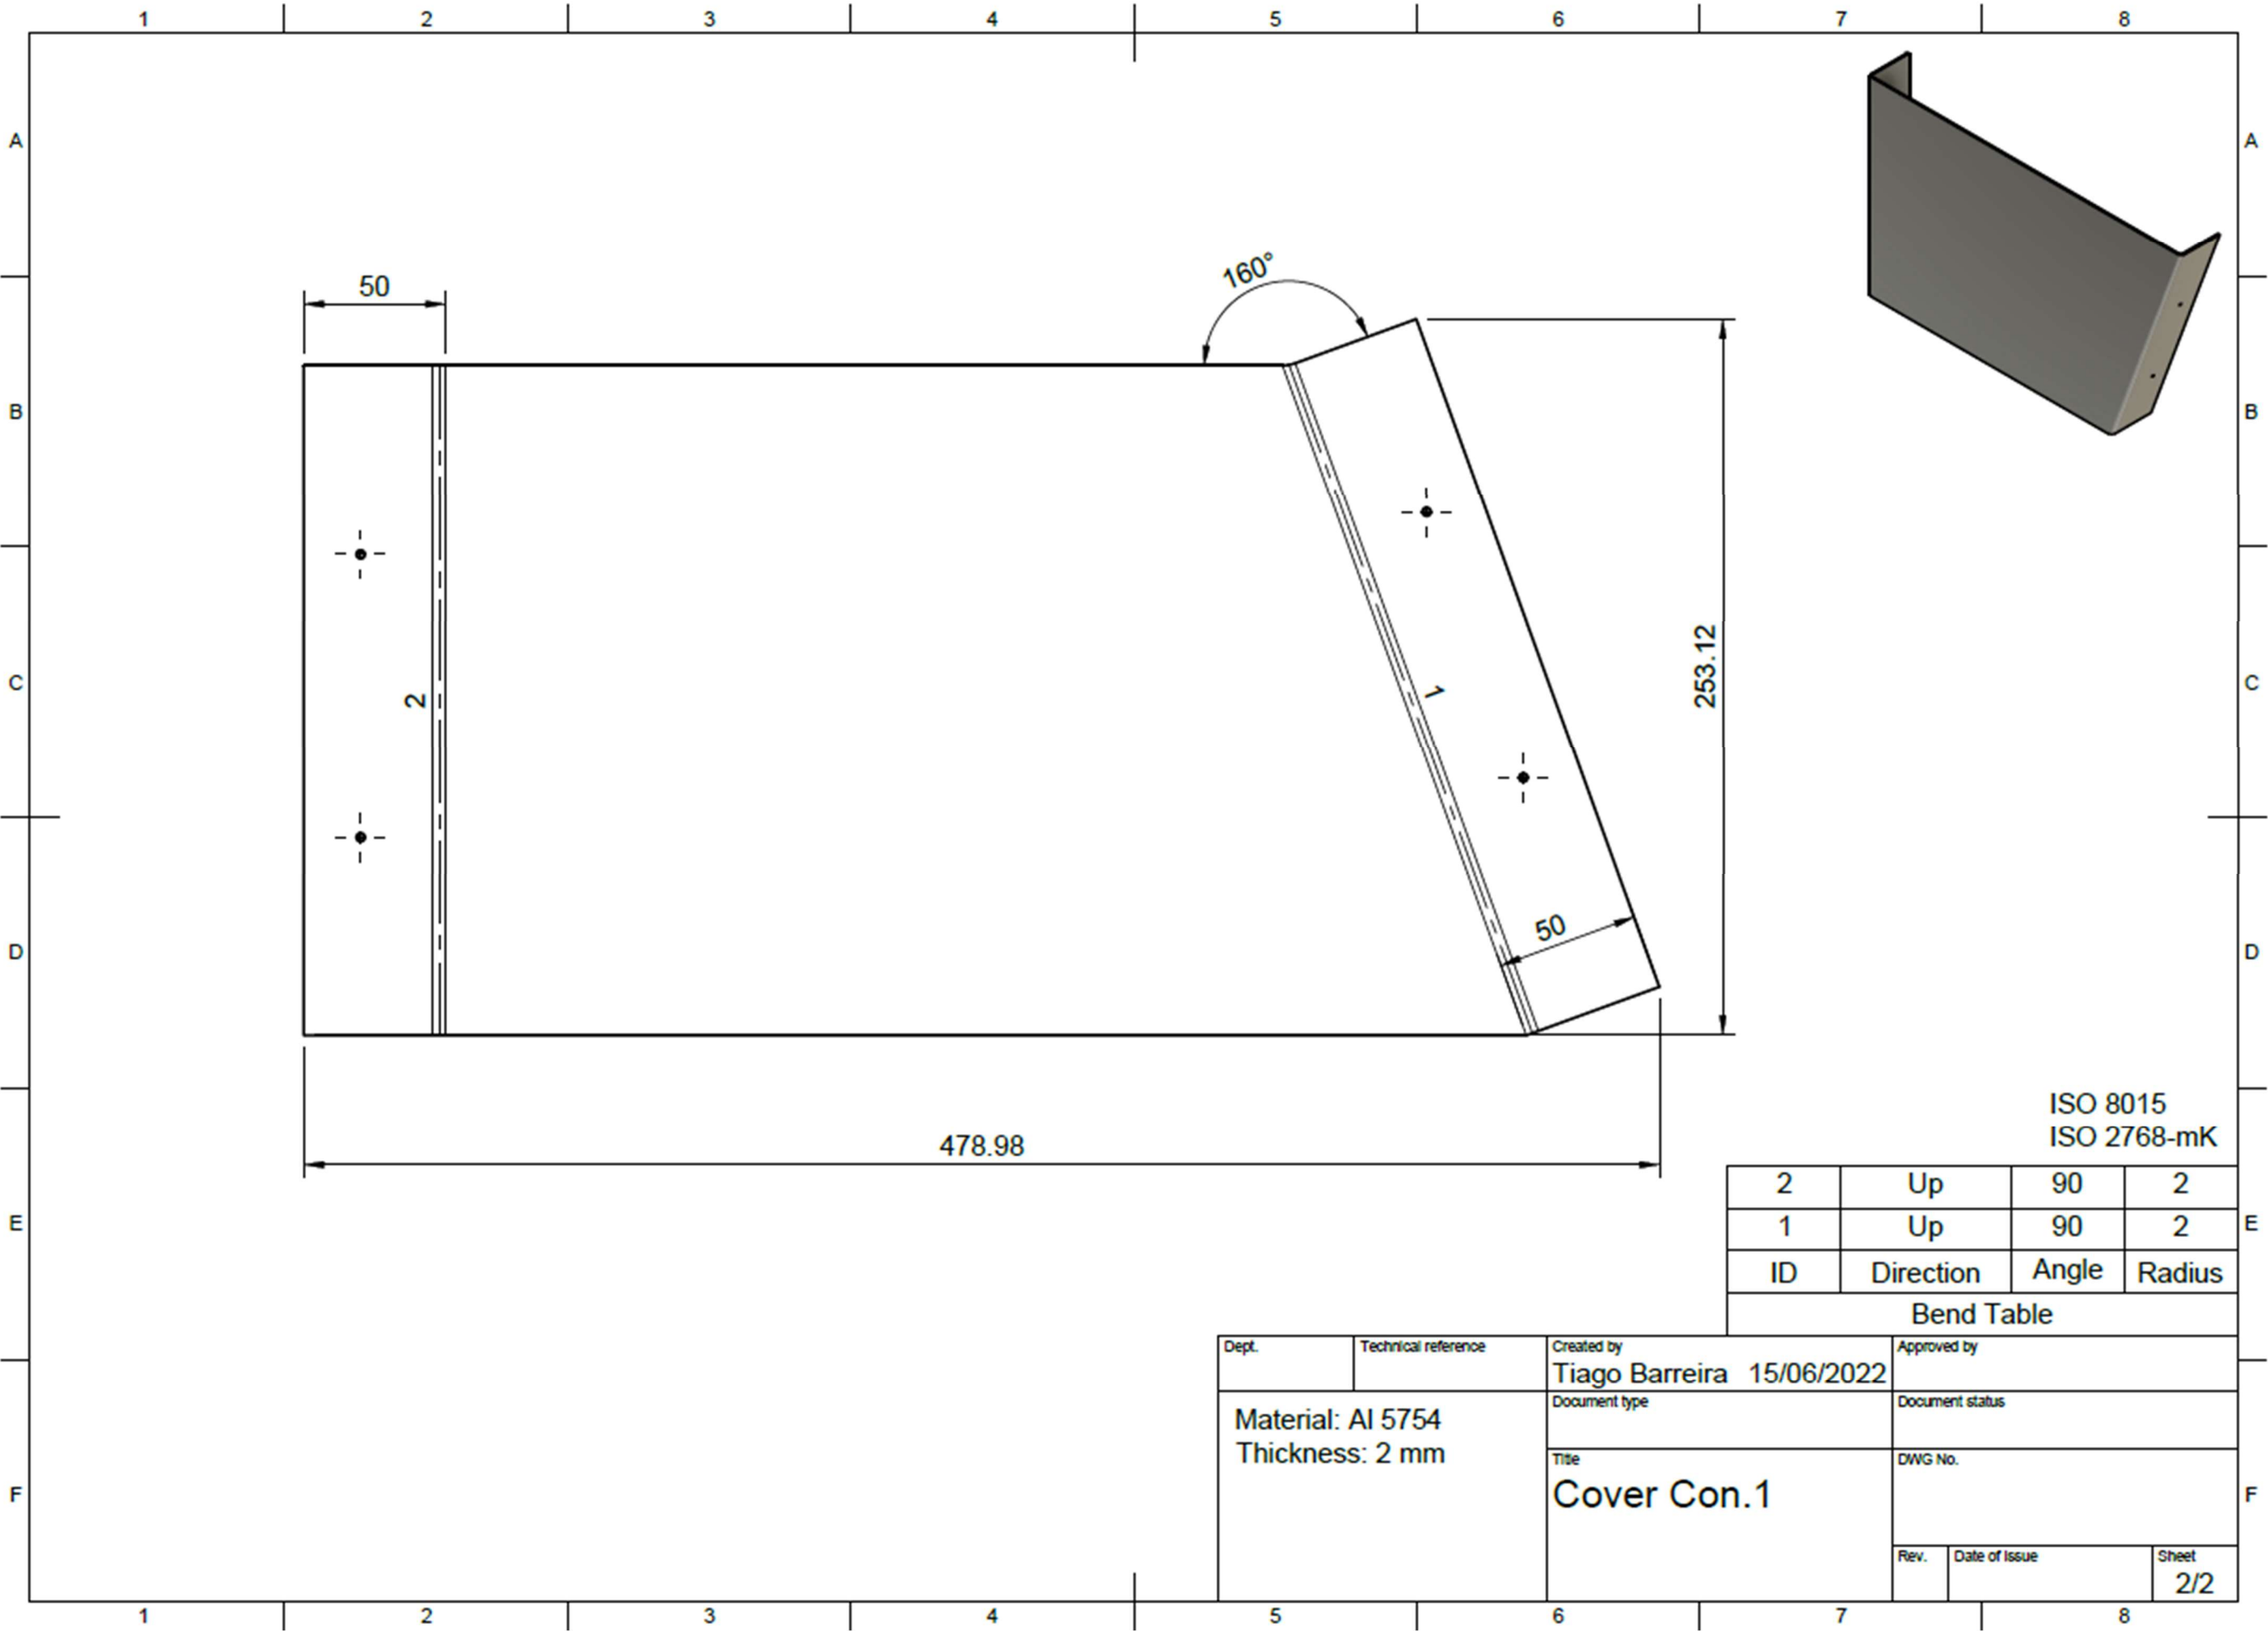 1 2 3 4 5 6 7 8
A A
B B
C C
D D
E E
F F
50
160°
2
1
253.12
50
478.98
ISO 8015
ISO 2768-mK
2 Up 90 2
1 Up 90 2
ID Direction Angle Radius
Bend Table
Dept. Technical reference Created by Approved by
Tiago Barreira 15/06/2022
Document type Document status
Material: Al 5754
Thickness: 2 mm
Title DWG No.
Cover Con.1
Rev. Date of issue Sheet
2/2
1 2 3 4 5 6 7 8